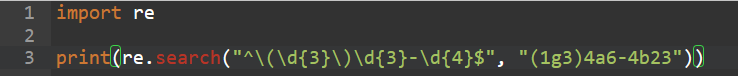 1 import re
2
3 print(re.search("^\(\d{3}\)\d{3}-\d{4}$", "(1g3)4a6-4b23"))